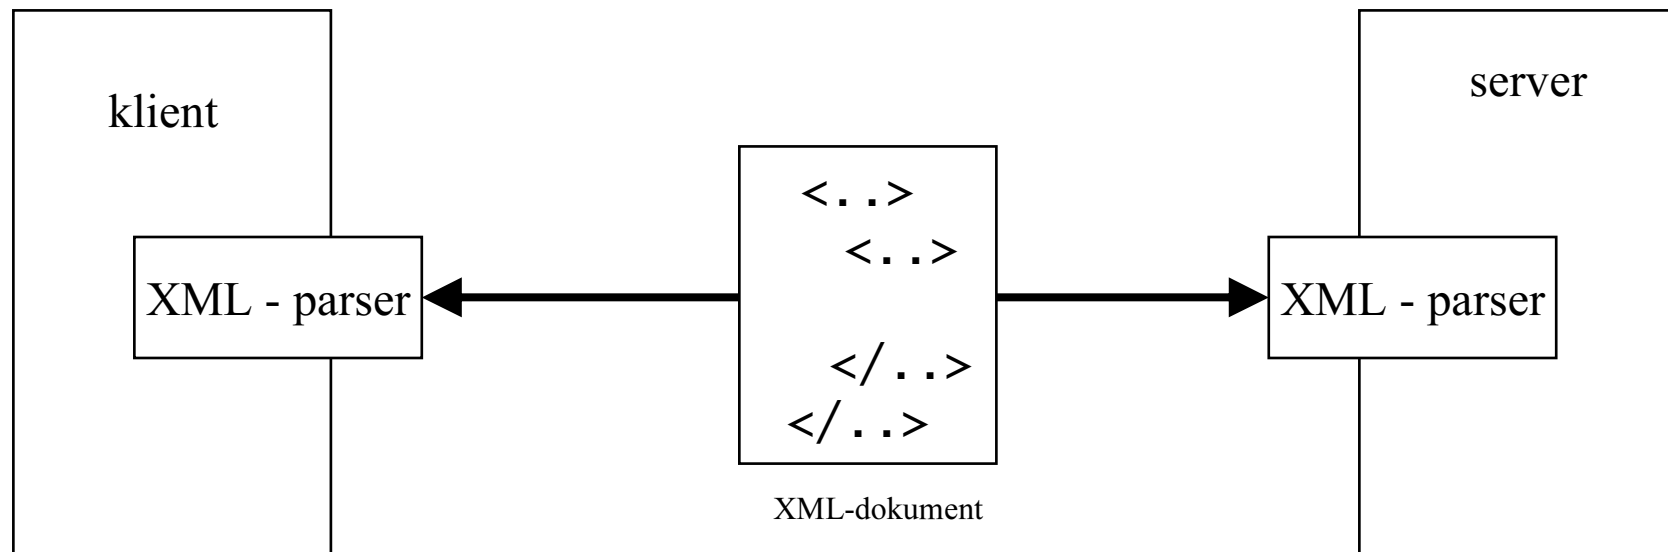 klient
server
<..>
<..>
XML - parser
XML - parser
</..>
</..>
XML-dokument